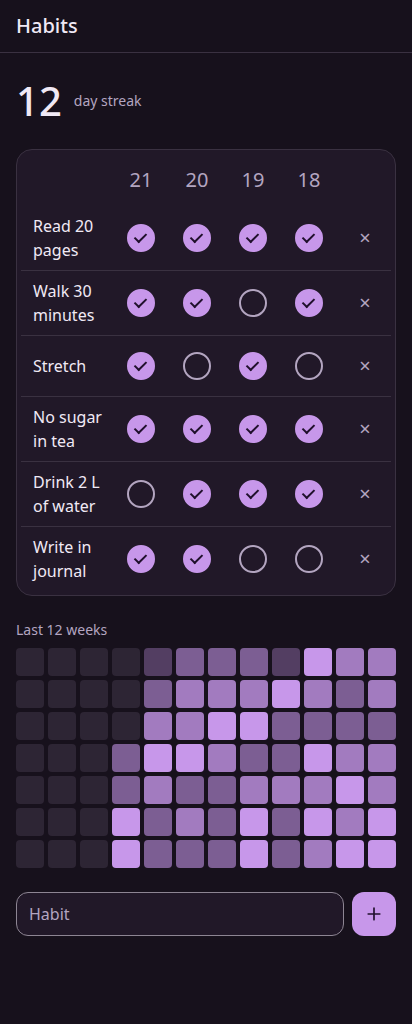 Habits
12 day streak
21 20 19 18
Read 20
pages
Walk 30
minutes
Stretch
No sugar
in tea
Drink 2 L
of water
Write in
journal
Last 12 weeks
Habit